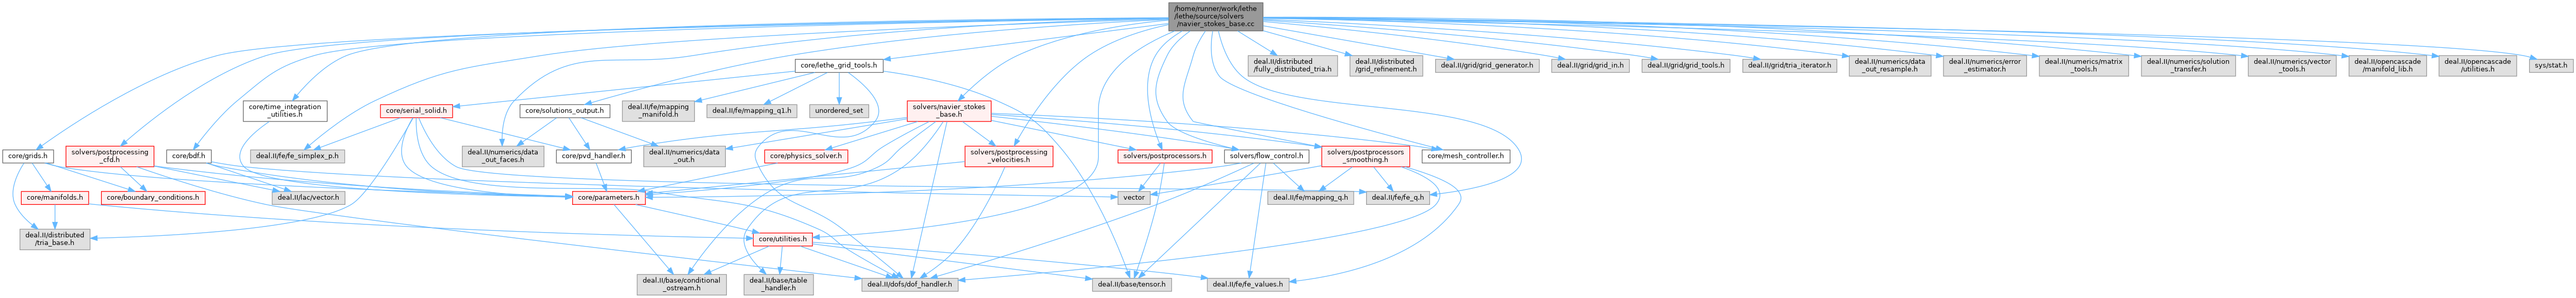 /home/runner/work/lethe
/lethe/source/solvers
/navier_stokes_base.cc
core/lethe_grid_tools.h
deal.II/distributed
/fully_distributed_tria.h
deal.II/distributed
/grid_refinement.h
deal.II/grid/grid_generator.h
deal.II/grid/grid_in.h
deal.II/grid/grid_tools.h
deal.II/grid/tria_iterator.h
deal.II/numerics/data
_out_resample.h
deal.II/numerics/error
_estimator.h
deal.II/numerics/matrix
_tools.h
deal.II/numerics/solution
_transfer.h
deal.II/numerics/vector
_tools.h
deal.II/opencascade
/manifold_lib.h
deal.II/opencascade
/utilities.h
sys/stat.h
core/time_integration
_utilities.h
core/serial_solid.h
core/solutions_output.h
deal.II/fe/mapping
_manifold.h
deal.II/fe/mapping_q1.h
unordered_set
solvers/navier_stokes
_base.h
core/grids.h
solvers/postprocessing
_cfd.h
core/bdf.h
deal.II/fe/fe_simplex_p.h
deal.II/numerics/data
_out_faces.h
core/pvd_handler.h
deal.II/numerics/data
_out.h
core/physics_solver.h
solvers/postprocessing
_velocities.h
solvers/postprocessors.h
solvers/flow_control.h
solvers/postprocessors
_smoothing.h
core/mesh_controller.h
core/manifolds.h
core/boundary_conditions.h
deal.II/lac/vector.h
core/parameters.h
vector
deal.II/fe/mapping_q.h
deal.II/fe/fe_q.h
deal.II/distributed
/tria_base.h
core/utilities.h
deal.II/base/conditional
_ostream.h
deal.II/base/table
_handler.h
deal.II/dofs/dof_handler.h
deal.II/base/tensor.h
deal.II/fe/fe_values.h